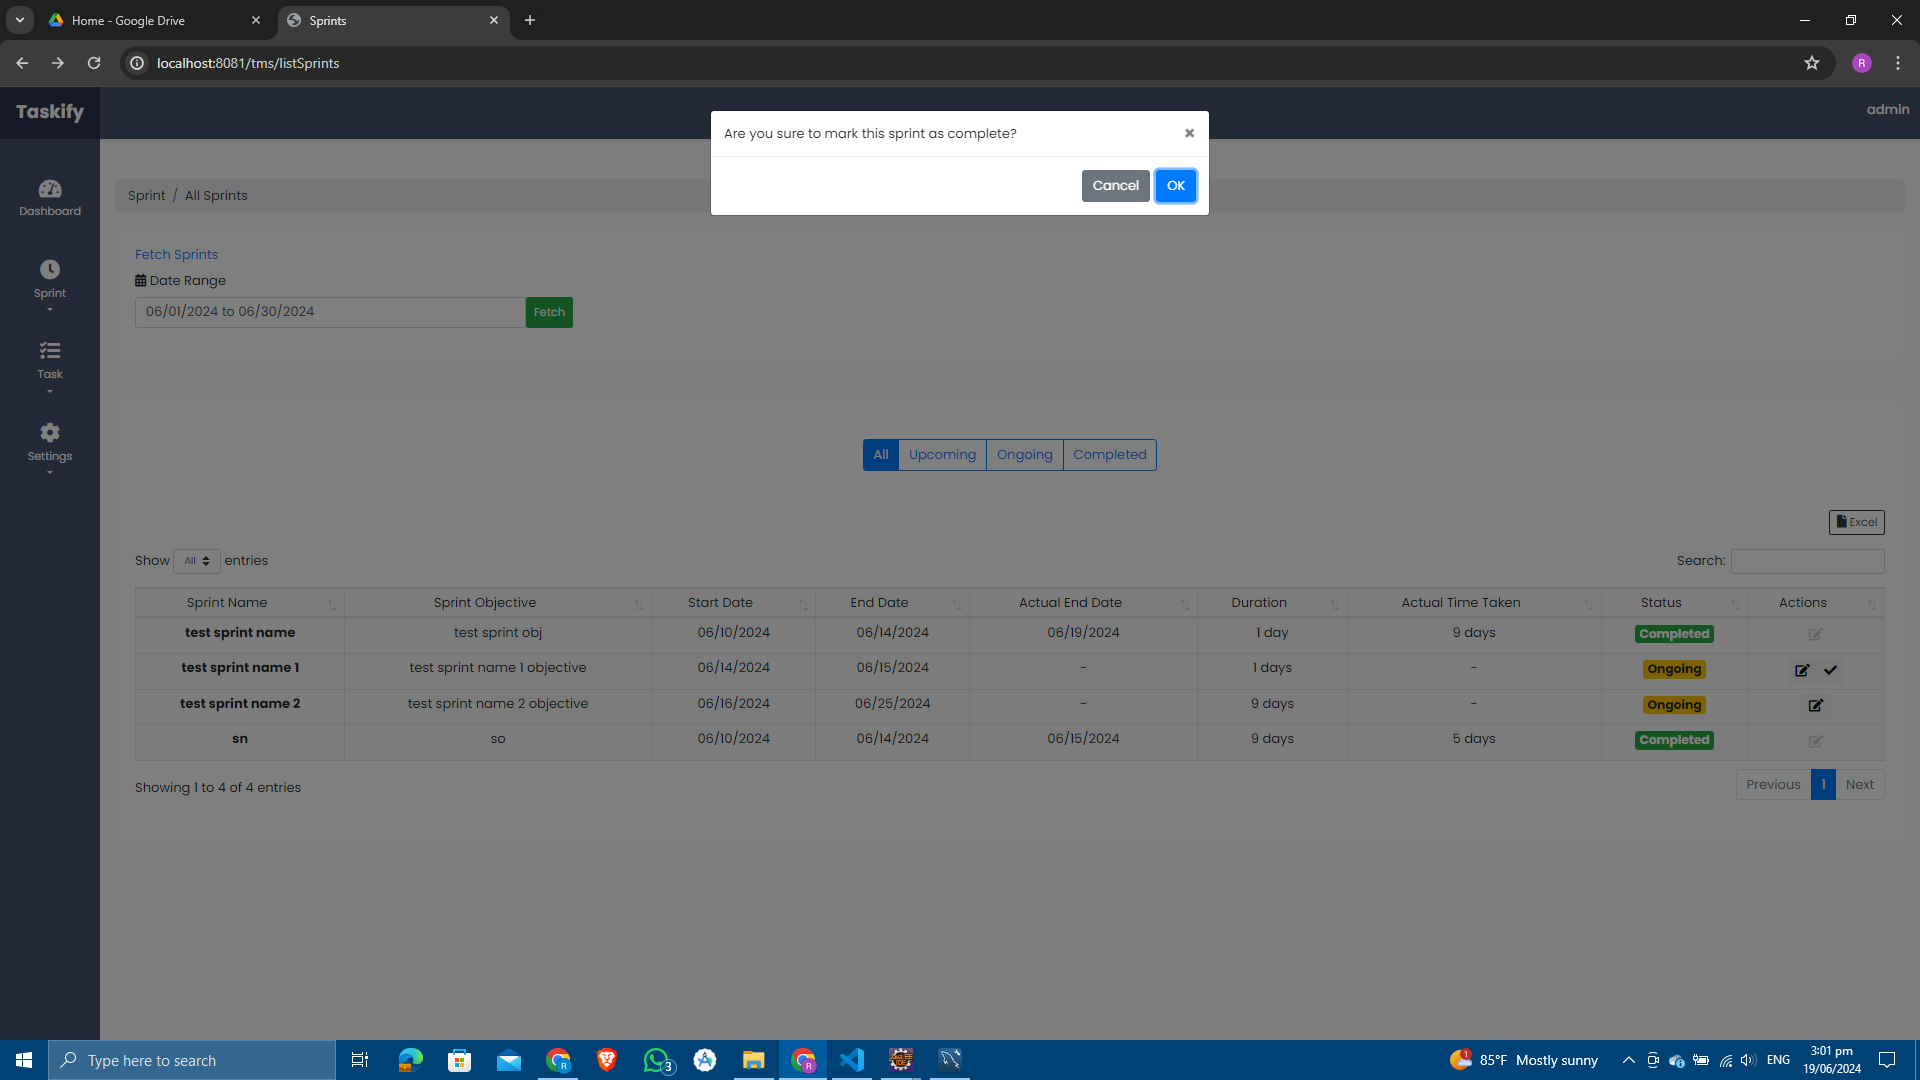 Home - Google Drive
Sprints
localhost:8081/tms/listSprints
R
Taskify
admin
Are you sure to mark this sprint as complete?
Cancel OK
Dashboard
Sprint
Task
Settings
Sprint / All Sprints
Fetch Sprints
Date Range
06/01/2024 to 06/30/2024 Fetch
All Upcoming Ongoing Completed
Excel
Show All entries Search:
Sprint Name Sprint Objective Start Date End Date Actual End Date Duration Actual Time Taken Status Actions
test sprint name test sprint obj 06/10/2024 06/14/2024 06/19/2024 1 day 9 days Completed
test sprint name 1 test sprint name 1 objective 06/14/2024 06/15/2024 - 1 days - Ongoing
test sprint name 2 test sprint name 2 objective 06/16/2024 06/25/2024 - 9 days - Ongoing
sn so 06/10/2024 06/14/2024 06/15/2024 9 days 5 days Completed
Showing 1 to 4 of 4 entries Previous 1 Next
Type here to search
R
3
R
1
85°F Mostly sunny
ENG
3:01 pm
19/06/2024